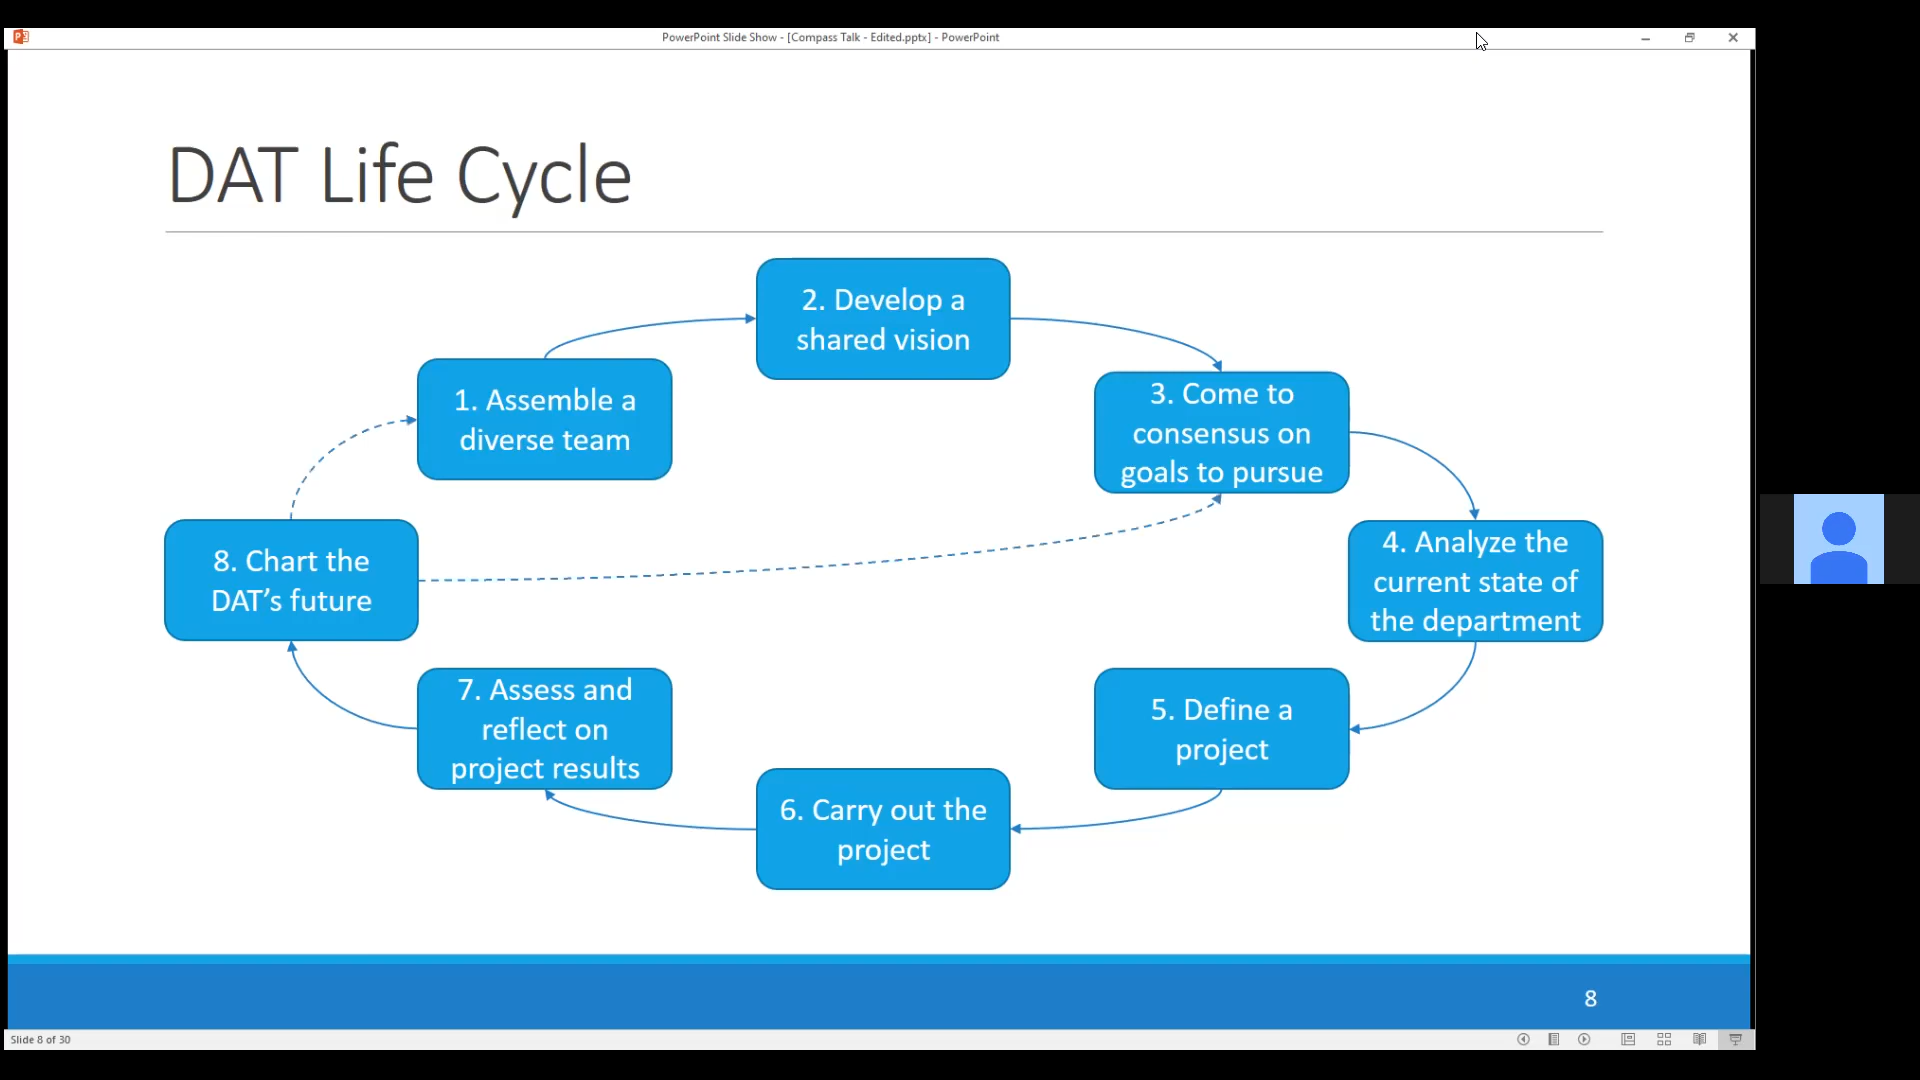 PowerPoint Slide Show - [Compass Talk - Edited.pptx] - PowerPoint
DAT Life Cycle
1. Assemble a
diverse team
2. Develop a
shared vision
3. Come to
consensus on
goals to pursue
4. Analyze the
current state of
the department
5. Define a
project
6. Carry out the
project
7. Assess and
reflect on
project results
8. Chart the
DAT’s future
8
Slide 8 of 30